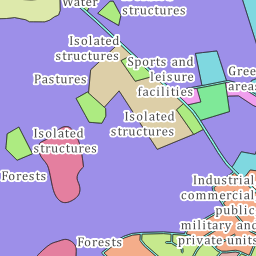 Water
structures
Isolated
structures
Pastures
Sports and
leisure
facilities
Gree
areas
Isolated
structures
Isolated
structures
Forests
Industrial
commercial
public
military and
private units
Forests